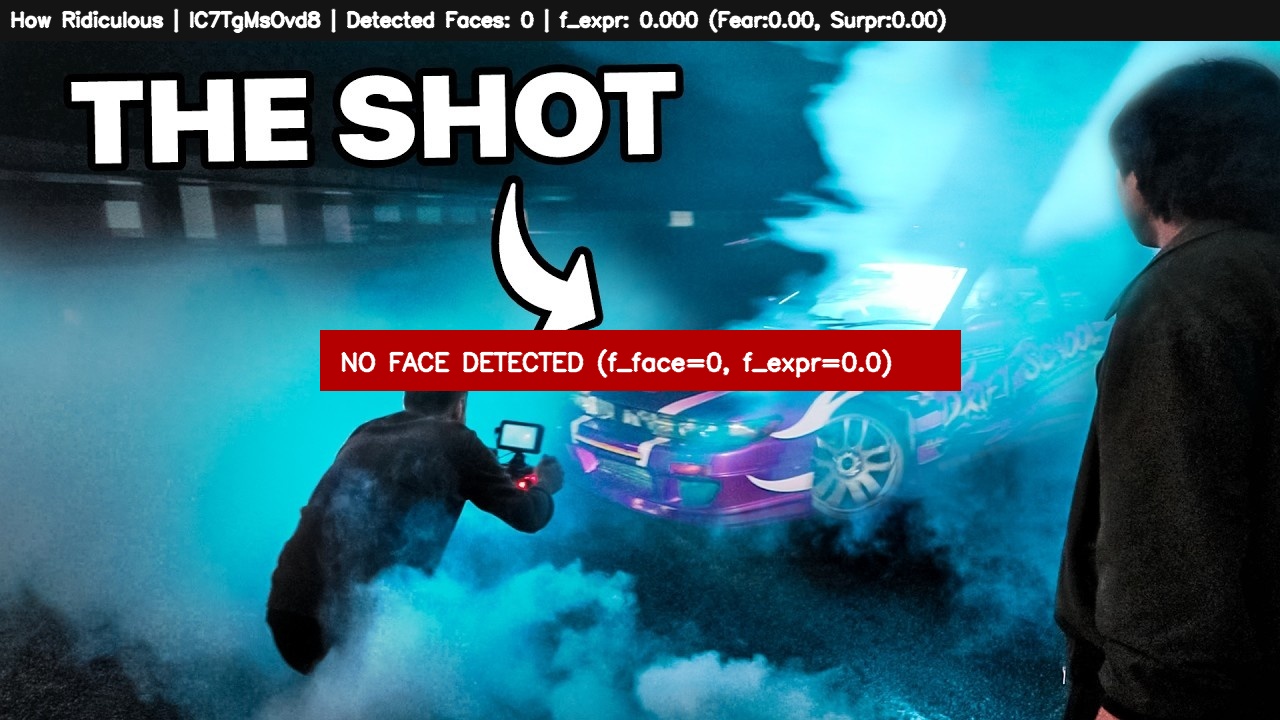 How Ridiculous | IC7TgMsOvd8 | Detected Faces: 0 | f_expr: 0.000 (Fear:0.00, Surpr:0.00)
THE SHOT
NO FACE DETECTED (f_face=0, f_expr=0.0)
DRIFT SCHOOL